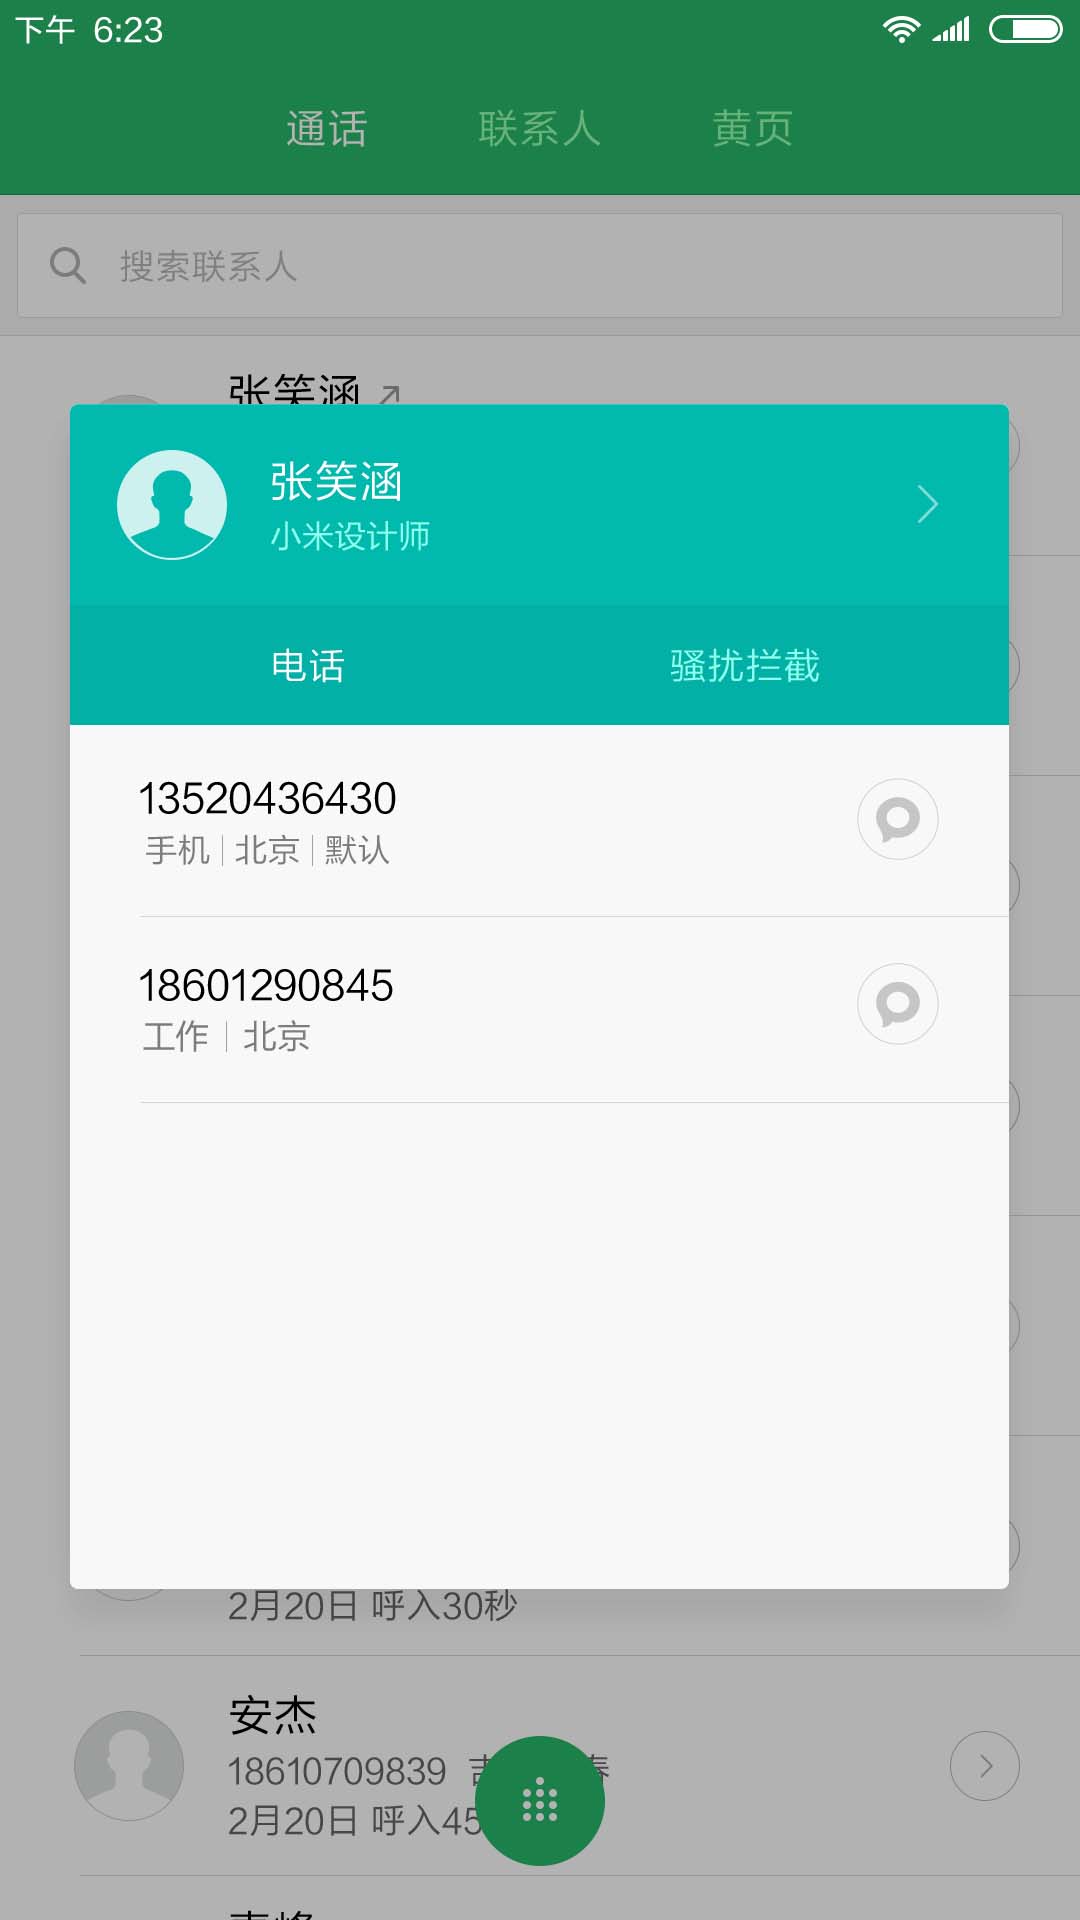 下午 6:23
通话 联系人 黄页
搜索联系人
张笑涵
张笑涵
小米设计师
电话 骚扰拦截
13520436430
手机 | 北京 | 默认
18601290845
工作 | 北京
2月20日 呼入30秒
安杰
18610709839
2月20日 呼入45